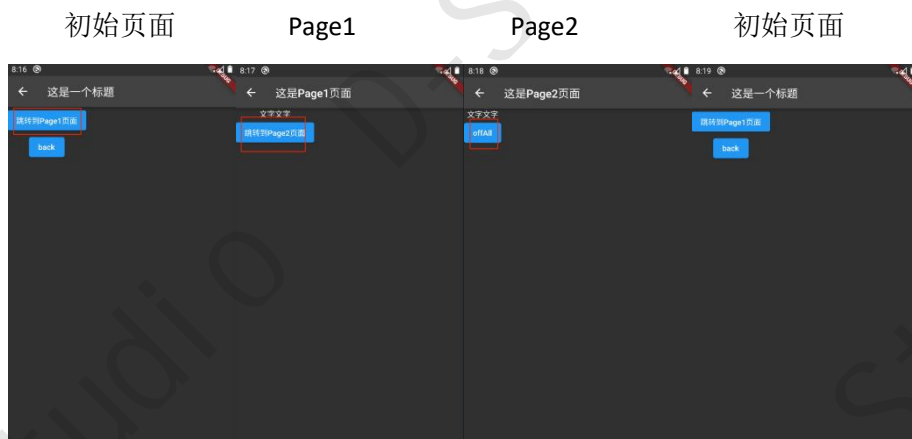 初始页面
Page1
Page2
初始页面
8:16
DEBUG
这是一个标题
跳转到Page1页面
back
8:17
DEBUG
这是Page1页面
文字文字
跳转到Page2页面
8:18
DEBUG
这是Page2页面
文字文字
offAll
8:19
这是一个标题
跳转到Page1页面
back